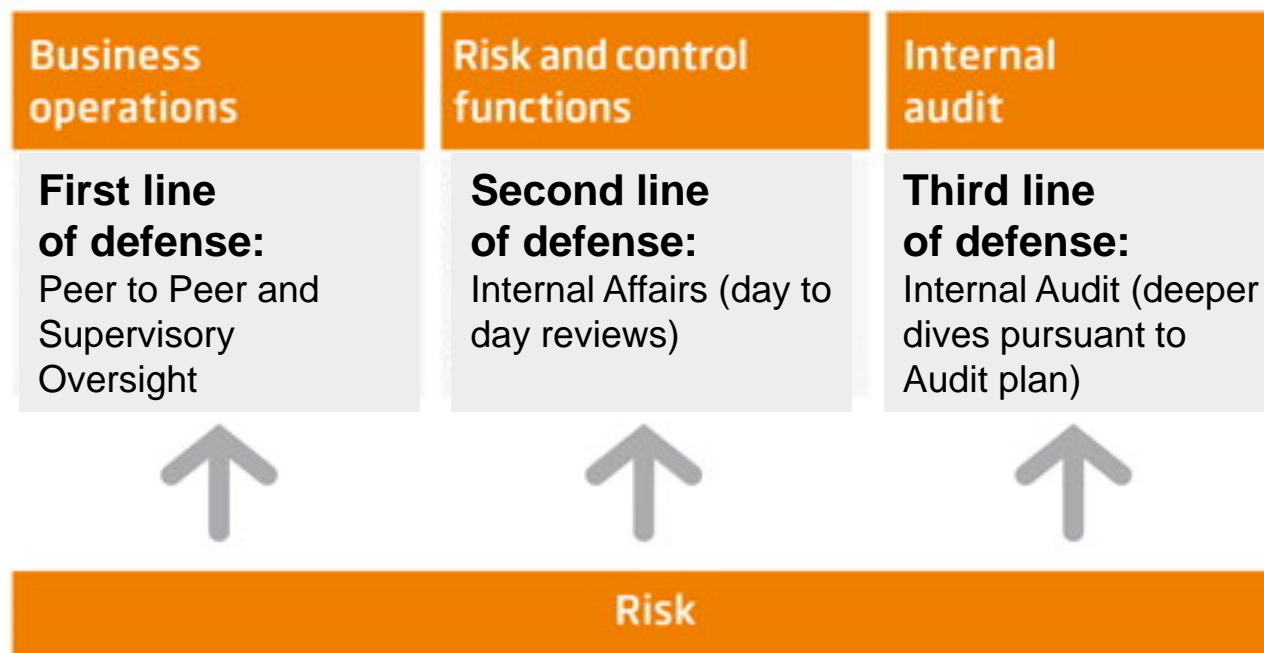 Business
operations
First line
of defense:
Peer to Peer and
Supervisory
Oversight
Risk and control
functions
Second line
of defense:
Internal Affairs (day to
day reviews)
Internal
audit
Third line
of defense:
Internal Audit (deeper
dives pursuant to
Audit plan)
Risk